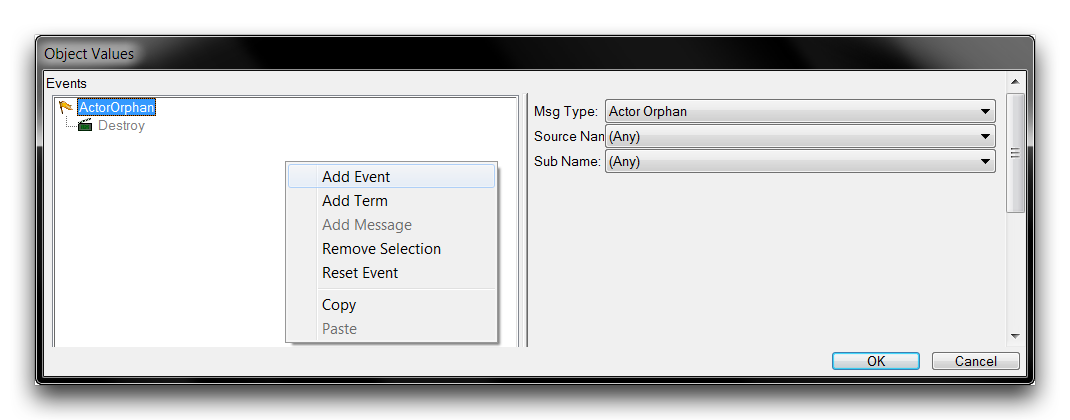 Object Values
Events
ActorOrphan
Destroy
Add Event
Add Term
Add Message
Remove Selection
Reset Event
Copy
Paste
Msg Type: Actor Orphan
Source Nan (Any)
Sub Name: (Any)
OK Cancel